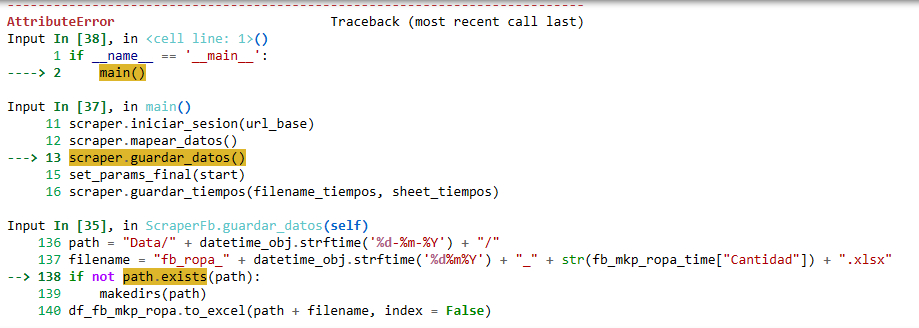 ---------------------------------------------------------------------------
AttributeError                            Traceback (most recent call last)
Input In [38], in <cell line: 1>()
      1 if __name__ == '__main__':
----> 2     main()

Input In [37], in main()
     11 scraper.iniciar_sesion(url_base)
     12 scraper.mapear_datos()
---> 13 scraper.guardar_datos()
     15 set_params_final(start)
     16 scraper.guardar_tiempos(filename_tiempos, sheet_tiempos)

Input In [35], in ScraperFb.guardar_datos(self)
    136 path = "Data/" + datetime_obj.strftime('%d-%m-%Y') + "/"
    137 filename = "fb_ropa_" + datetime_obj.strftime('%d%m%Y') + "_" + str(fb_mkp_ropa_time["Cantidad"]) + ".xlsx"
--> 138 if not path.exists(path):
    139     makedirs(path)
    140 df_fb_mkp_ropa.to_excel(path + filename, index = False)